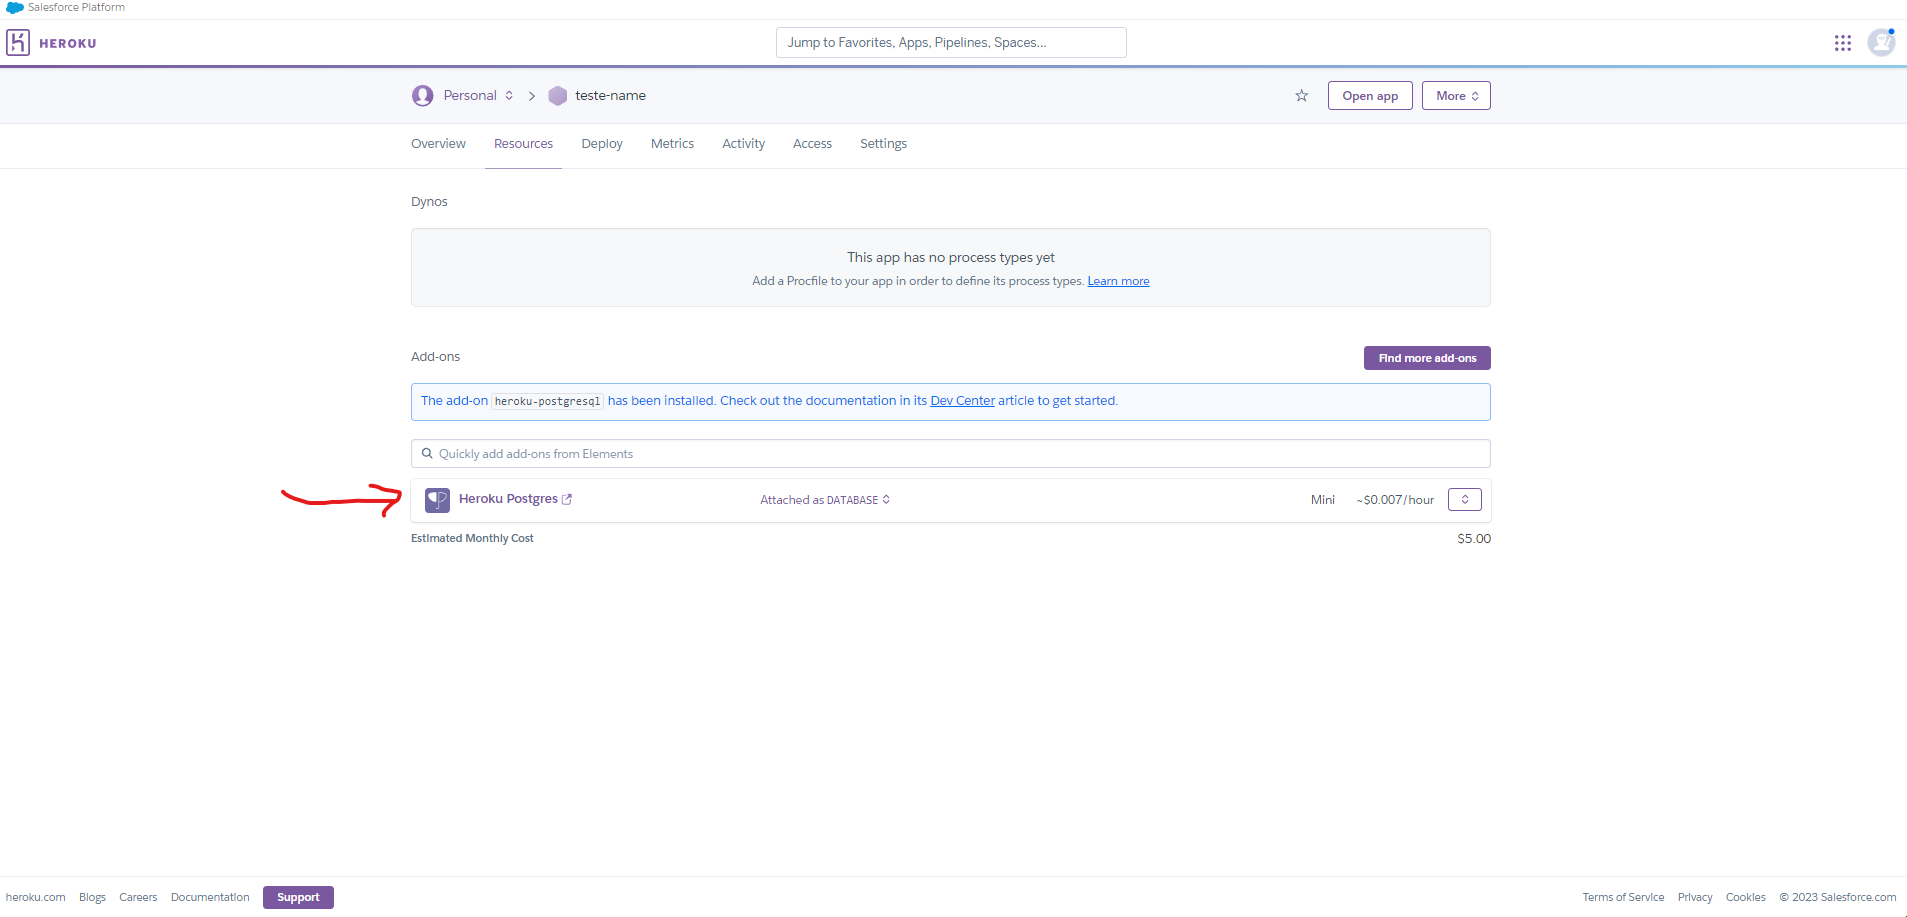 Salesforce Platform
HEROKU
Jump to Favorites, Apps, Pipelines, Spaces...
Personal
teste-name
Open app
More
Overview
Resources
Deploy
Metrics
Activity
Access
Settings
Dynos
This app has no process types yet
Add a Procfile to your app in order to define its process types. Learn more
Add-ons
Find more add-ons
The add-on heroku-postgresql has been installed. Check out the documentation in its Dev Center article to get started.
Quickly add add-ons from Elements
Heroku Postgres
Attached as DATABASE
Mini
~$0.007/hour
Estimated Monthly Cost
$5.00
heroku.com
Blogs
Careers
Documentation
Support
Terms of Service
Privacy
Cookies
© 2023 Salesforce.com